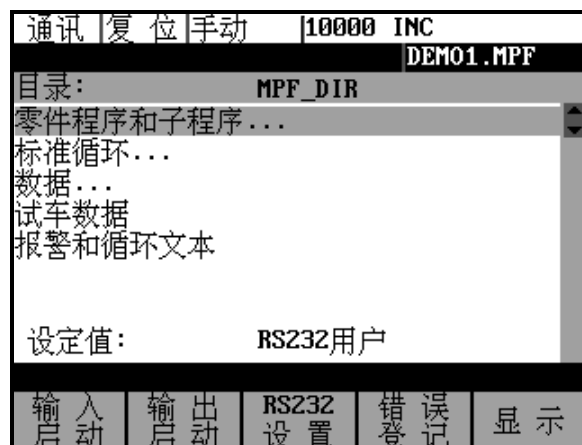 通讯 复 位 手动 10000 INC
DEMO1.MPF
目录: MPF_DIR
零件程序和子程序...
标准循环...
数据...
试车数据
报警和循环文本
设定值: RS232用户
输入 输出 RS232 错误 显示
启动 启动 设置 登记